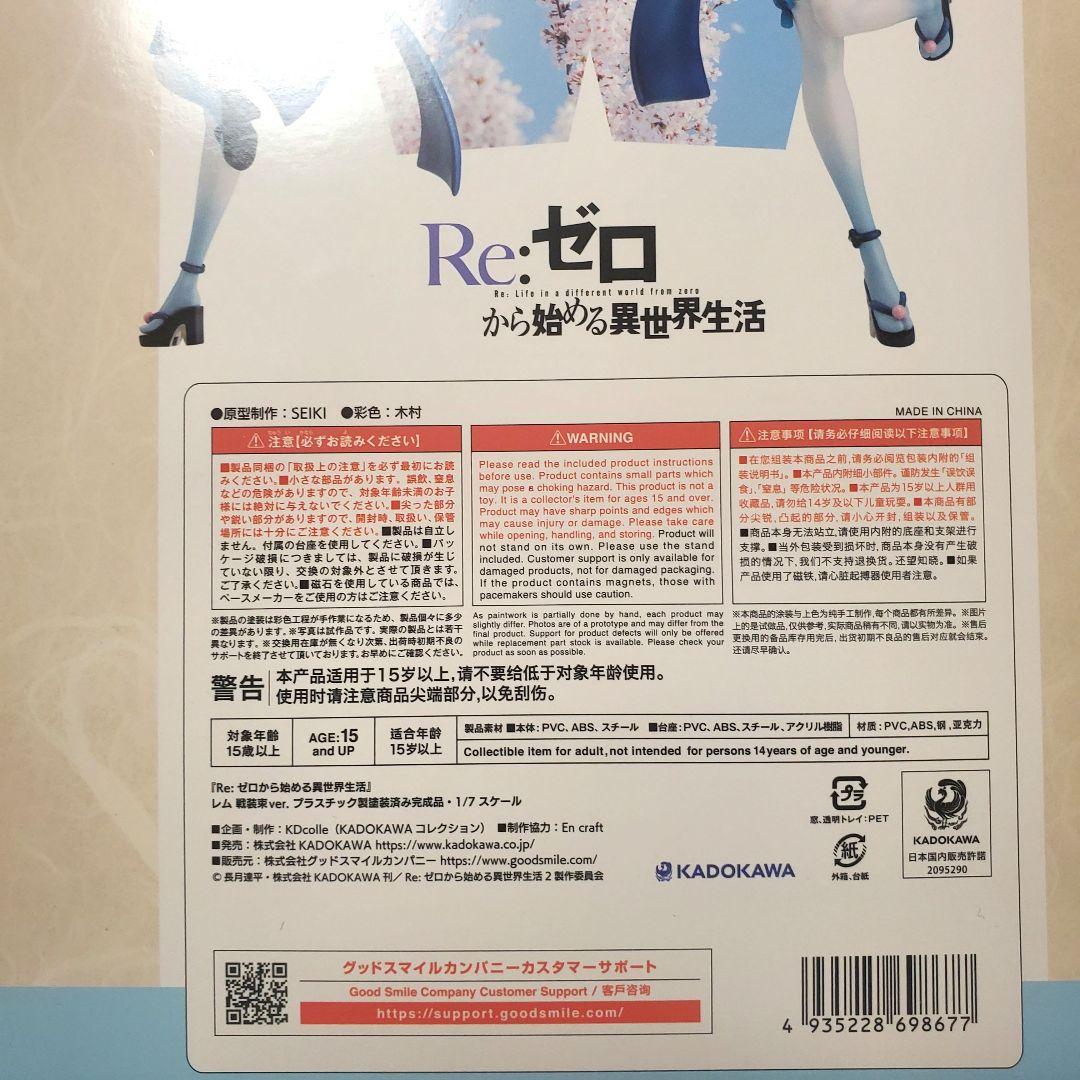 Re:ゼロ
Re: Life in a different world from zero
から始める異世界生活
●原型制作：SEIKI ●彩色：木村
MADE IN CHINA
⚠注意【必ずお読みください】
■製品同梱の「取扱上の注意」を必ず最初にお読
みください。■小さな部品があります。誤飲、窒息
などの危険がありますので、対象年齢未満のお子
様には絶対に与えないでください。■尖った部分
や鋭い部分がありますので、開封時、取扱い、保管
場所には十分にご注意ください。■製品は自立し
ません。付属の台座を使用してください。■パッ
ケージ破損につきましては、製品に破損が生じ
ていない限り、交換の対象外とさせて頂きます。
ご了承ください。■磁石を使用している商品では、
ペースメーカーをご使用の方はご注意ください。
※製品の塗装は彩色工程が手作業になるため、製品個々に多少
の差異があります。※写真は試作品です。実際の製品とは若干
異なります。※交換用在庫が無くなり次第、出荷時初期不良の
サポートを終了させて頂いております。お早めにご確認ください。
⚠WARNING
Please read the included product instructions
before use. Product contains small parts which
may pose a choking hazard. This product is not a
toy. It is a collector's item for ages 15 and over.
Product may have sharp points and edges which
may cause injury or damage. Please take care
while opening, handling, and storing. Product will
not stand on its own. Please use the stand
included. Customer support is only available for
damaged products, not for damaged packaging.
If the product contains magnets, those with
pacemakers should use caution.
As paintwork is partially done by hand, each product may
slightly differ. Photos are of a prototype and may differ from the
final product. Support for product defects will only be offered
while replacement part stock is available. Please check your
product as soon as possible.
⚠注意事项【请务必仔细阅读以下注意事项】
■在您组装本商品之前,请务必阅览包装内附的「组
装说明书」。■本产品内附细小部件。谨防发生「误饮误
食」,「窒息」等危险状况。■本产品为15岁以上人群用
收藏品,请勿给14岁及以下儿童玩耍。■本商品有部
分尖锐,凸起的部分,请小心开封,组装以及保管。
■商品本身无法站立,请使用内附的底座和支架进行
支撑。■当外包装受到损坏时,商品本身没有产生破
损的情况下,我们不支持退换货。还望知晓。■如果
产品使用了磁铁,请心脏起搏器使用者注意。
※本商品的涂装与上色为纯手工制作,每个商品都有所差异。※图片
上的是试做品,仅供参考,实际商品稍有不同,请以实物为准。※售后
更换用的备品库存用完后,出货初期不良品的售后对应就会结束。
还请尽早确认。
警告 本产品适用于15岁以上,请不要给低于对象年龄使用。
使用时请注意商品尖端部分,以免刮伤。
対象年齢
15歳以上
AGE:15
and UP
适合年龄
15岁以上
製品素材 ■本体：PVC、ABS、スチール ■台座：PVC、ABS、スチール、アクリル樹脂
材质：PVC,ABS,钢,亚克力
Collectible item for adult, not intended for persons 14years of age and younger.
『Re: ゼロから始める異世界生活』
レム 戦装束ver. プラスチック製塗装済み完成品・1/7 スケール
■企画・制作：KDcolle（KADOKAWA コレクション） ■制作協力：En craft
■発売：株式会社 KADOKAWA https://www.kadokawa.co.jp/
■販売元：株式会社グッドスマイルカンパニー https://www.goodsmile.com/
© 長月達平・株式会社 KADOKAWA 刊／ Re: ゼロから始める異世界生活 2 製作委員会
KADOKAWA
プラ
窓、透明トレイ：PET
紙
外箱、台紙
KADOKAWA
日本国内販売許諾
2095290
グッドスマイルカンパニーカスタマーサポート
Good Smile Company Customer Support / 客戶咨询
https://support.goodsmile.com/
4 935228 698677